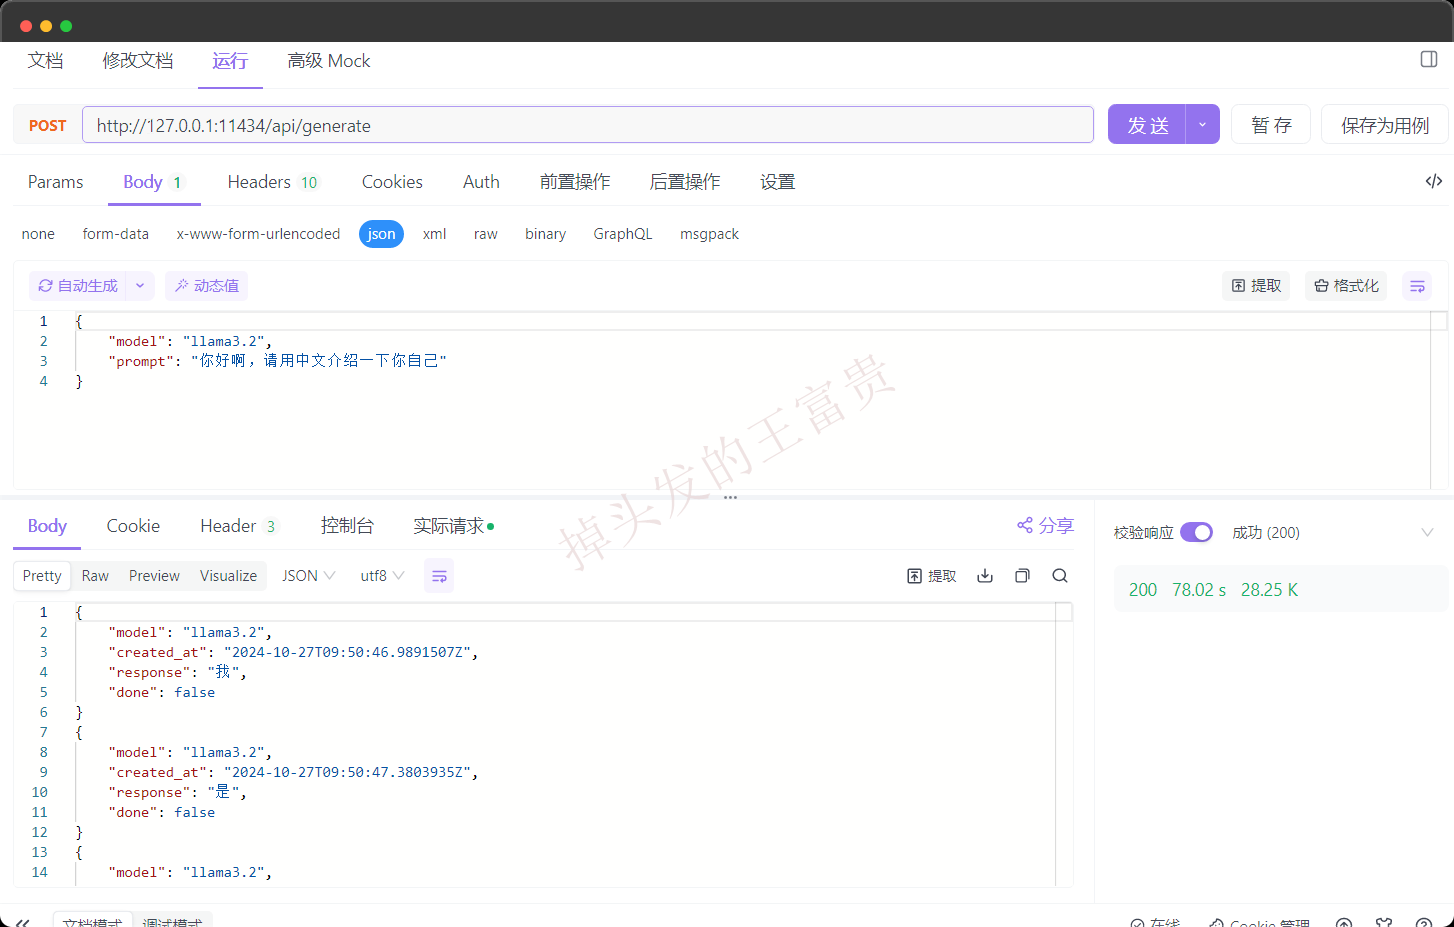 文档 修改文档 运行 高级 Mock
POST http://127.0.0.1:11434/api/generate 发 送 暂 存 保存为用例
Params Body 1 Headers 10 Cookies Auth 前置操作 后置操作 设置
none form-data x-www-form-urlencoded json xml raw binary GraphQL msgpack
自动生成 动态值 提取 格式化
1 {
2 "model": "llama3.2",
3 "prompt": "你好啊，请用中文介绍一下你自己"
4 }
掉头发的王富贵
Body Cookie Header 3 控制台 实际请求 分享 校验响应 成功 (200)
Pretty Raw Preview Visualize JSON utf8 提取
200 78.02 s 28.25 K
1 {
2 "model": "llama3.2",
3 "created_at": "2024-10-27T09:50:46.9891507Z",
4 "response": "我",
5 "done": false
6 }
7 {
8 "model": "llama3.2",
9 "created_at": "2024-10-27T09:50:47.3803935Z",
10 "response": "是",
11 "done": false
12 }
13 {
14 "model": "llama3.2",
文档模式 调试模式 在线 Cookie 管理